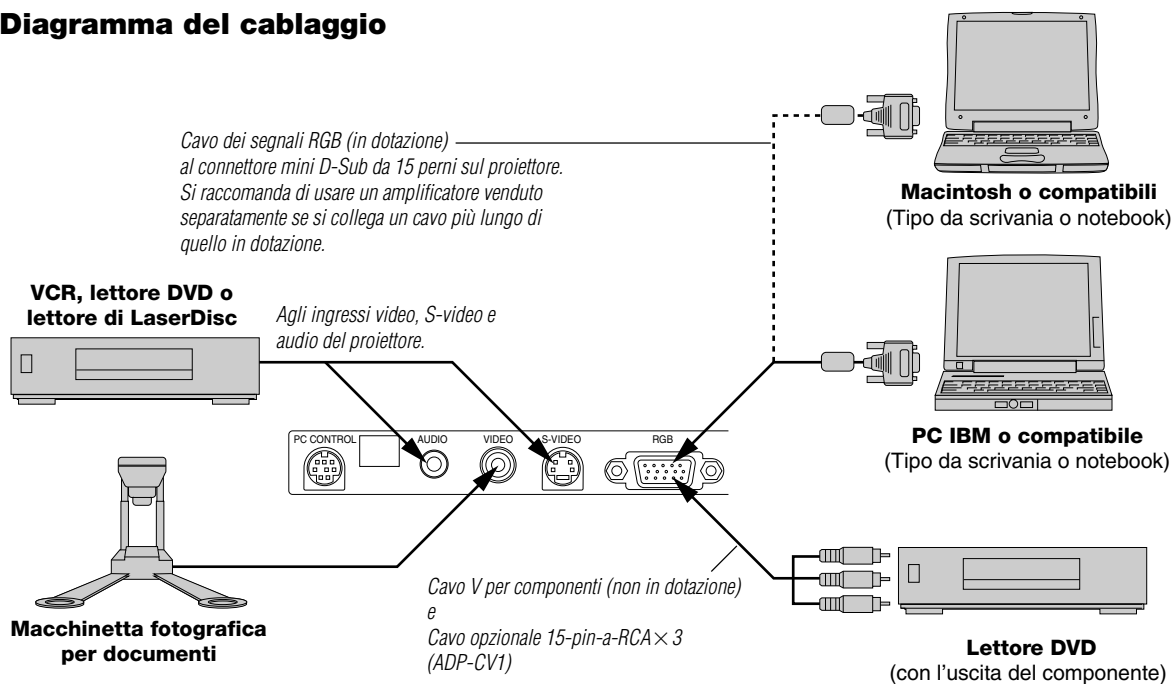 Diagramma del cablaggio
Cavo dei segnali RGB (in dotazione)
al connettore mini D-Sub da 15 perni sul proiettore.
Si raccomanda di usare un amplificatore venduto
separatamente se si collega un cavo più lungo di
quello in dotazione.
Macintosh o compatibili
(Tipo da scrivania o notebook)
VCR, lettore DVD o
lettore di LaserDisc
Agli ingressi video, S-video e
audio del proiettore.
PC IBM o compatibile
(Tipo da scrivania o notebook)
PC CONTROL
AUDIO
VIDEO
S-VIDEO
RGB
Macchinetta fotografica
per documenti
Cavo V per componenti (non in dotazione)
e
Cavo opzionale 15-pin-a-RCA×3
(ADP-CV1)
Lettore DVD
(con l'uscita del componente)